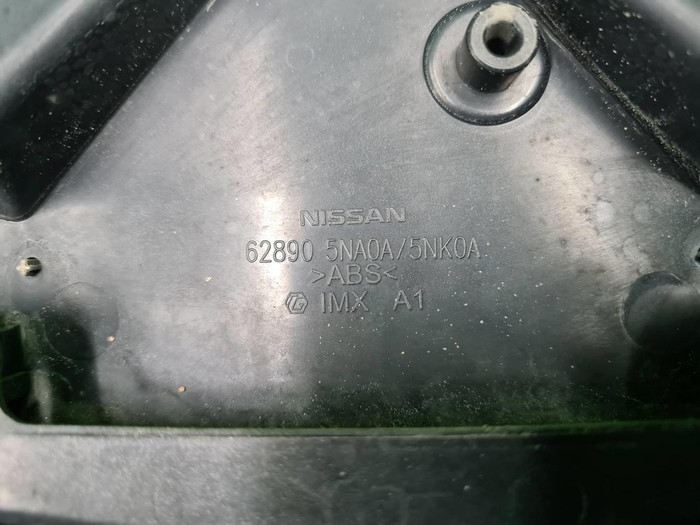 NISSAN
62890 5NA0A/5NK0A
>ABS<
IMX A1